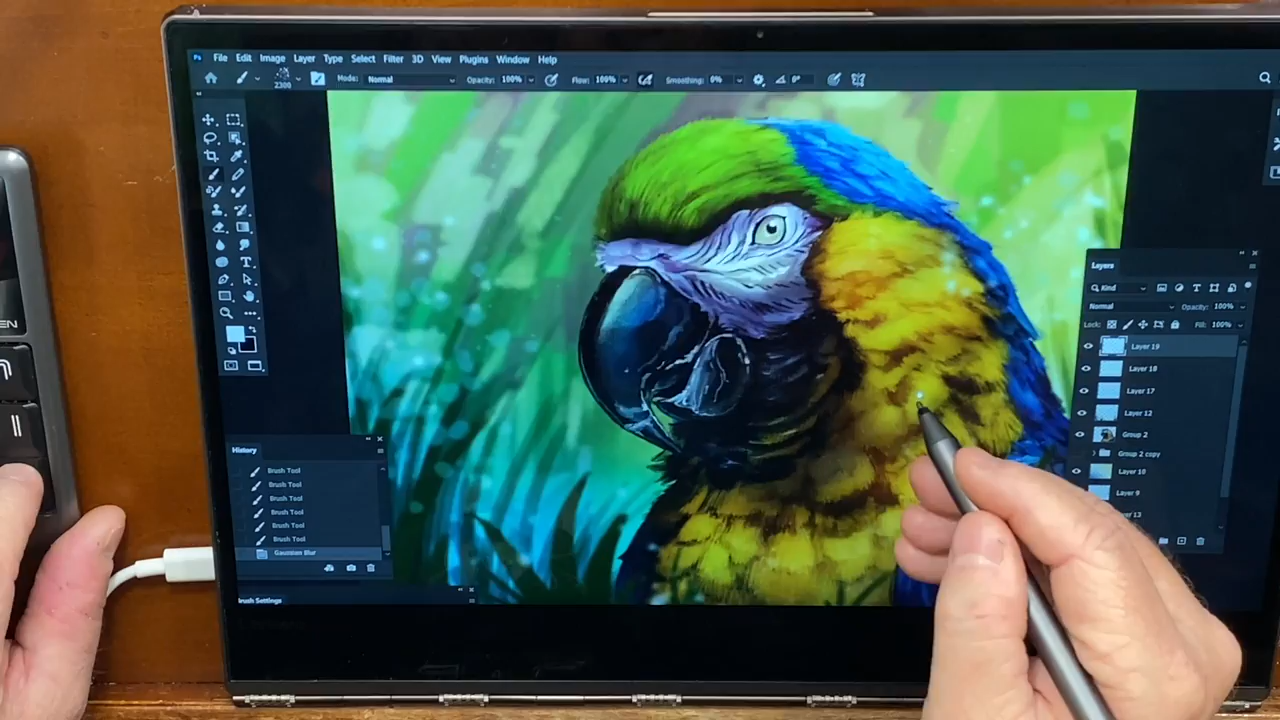 Ps File Edit Image Layer Type Select Filter 3D View Plugins Window Help
2300 Mode: Normal Opacity: 100% Flow: 100% Smoothing: 0% 0°
Layers
Kind
Normal Opacity: 100%
Lock: Fill: 100%
Layer 19
Layer 18
Layer 17
Layer 12
Group 2
Group 2 copy
Layer 10
Layer 9
History
Brush Tool
Brush Tool
Brush Tool
Brush Tool
Brush Tool
Brush Tool
Gaussian Blur
Brush Settings